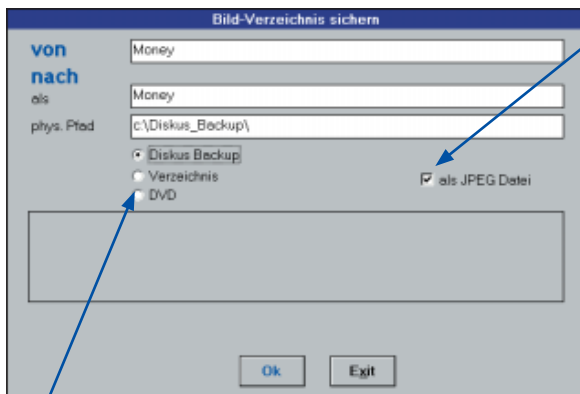 Bild-Verzeichnis sichern
von Money
nach
als Money
phys. Pfad c:\Diskus_Backup\
Diskus Backup
Verzeichnis
als JPEG Datei
DVD
Ok Exit